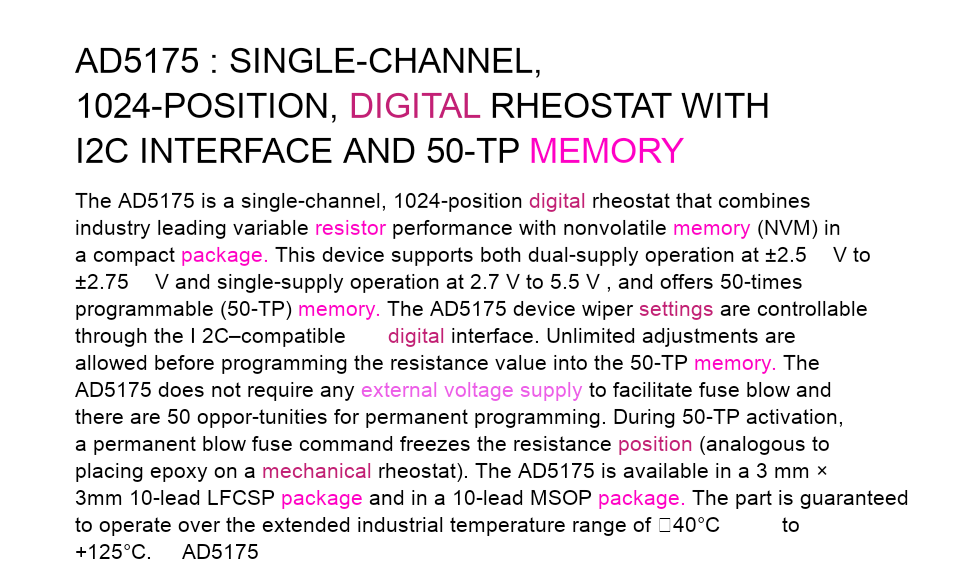 AD5175 : SINGLE-CHANNEL,
1024-POSITION, DIGITAL RHEOSTAT WITH
I2C INTERFACE AND 50-TP MEMORY
The AD5175 is a single-channel, 1024-position digital rheostat that combines
industry leading variable resistor performance with nonvolatile memory (NVM) in
a compact package. This device supports both dual-supply operation at ±2.5 V to
±2.75 V and single-supply operation at 2.7 V to 5.5 V , and offers 50-times
programmable (50-TP) memory. The AD5175 device wiper settings are controllable
through the I 2C–compatible digital interface. Unlimited adjustments are
allowed before programming the resistance value into the 50-TP memory. The
AD5175 does not require any external voltage supply to facilitate fuse blow and
there are 50 oppor-tunities for permanent programming. During 50-TP activation,
a permanent blow fuse command freezes the resistance position (analogous to
placing epoxy on a mechanical rheostat). The AD5175 is available in a 3 mm ×
3mm 10-lead LFCSP package and in a 10-lead MSOP package. The part is guaranteed
to operate over the extended industrial temperature range of □40°C to
+125°C. AD5175